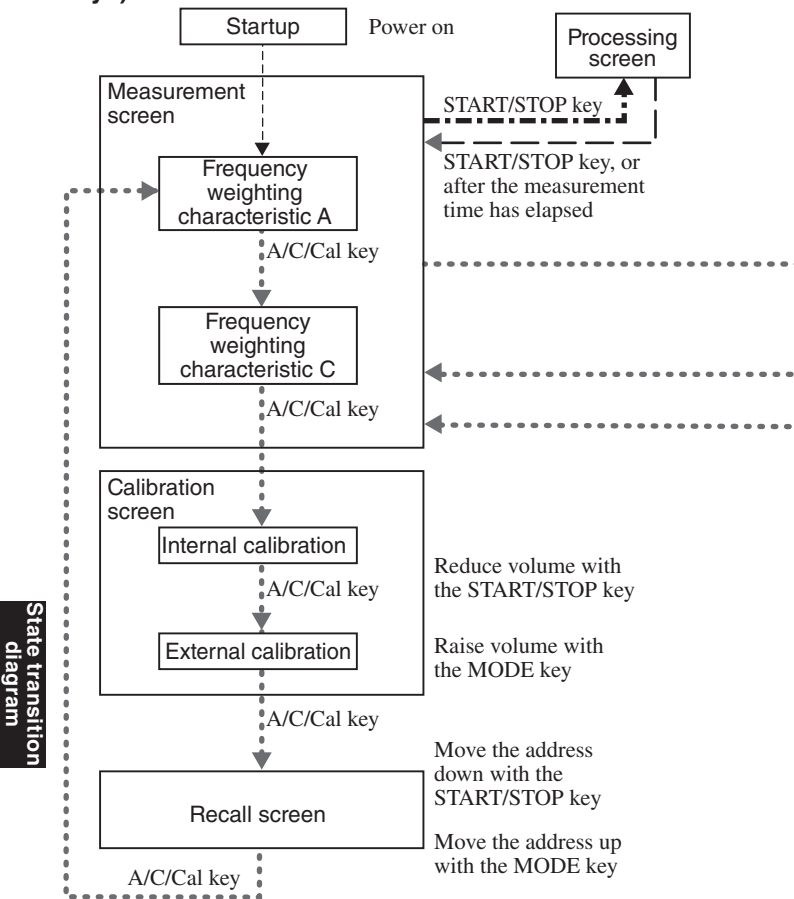 Startup
Power on
Processing
screen
Measurement
screen
START/STOP key
START/STOP key, or
after the measurement
time has elapsed
Frequency
weighting
characteristic A
A/C/Cal key
Frequency
weighting
characteristic C
A/C/Cal key
Calibration
screen
Internal calibration
A/C/Cal key
Reduce volume with
the START/STOP key
External calibration
Raise volume with
the MODE key
A/C/Cal key
State transition
diagram
Recall screen
Move the address
down with the
START/STOP key
Move the address up
with the MODE key
A/C/Cal key